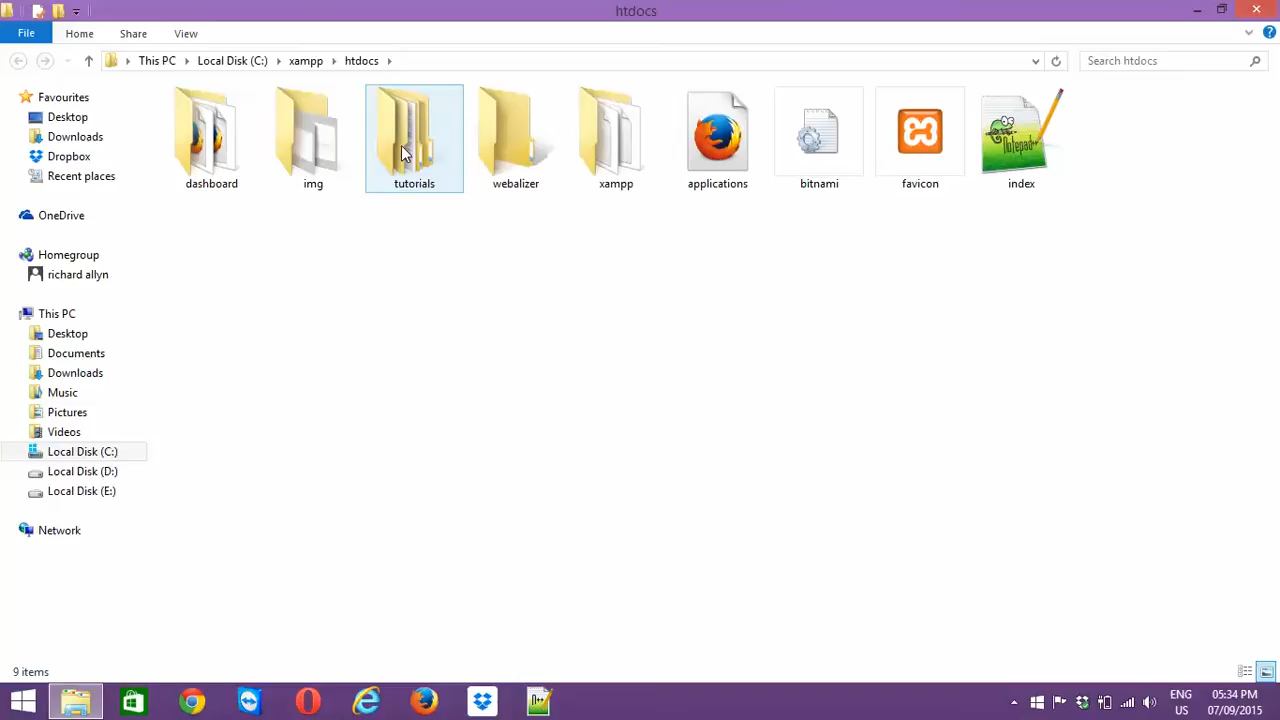 htdocs
File Home Share View
This PC Local Disk (C:) xampp htdocs
Search htdocs
Favourites
Desktop
Downloads
Dropbox
Recent places
OneDrive
Homegroup
richard allyn
This PC
Desktop
Documents
Downloads
Music
Pictures
Videos
Local Disk (C:)
Local Disk (D:)
Local Disk (E:)
Network
dashboard img tutorials webalizer xampp applications bitnami favicon index
Notepad++
9 items
ENG 05:34 PM
US 07/09/2015